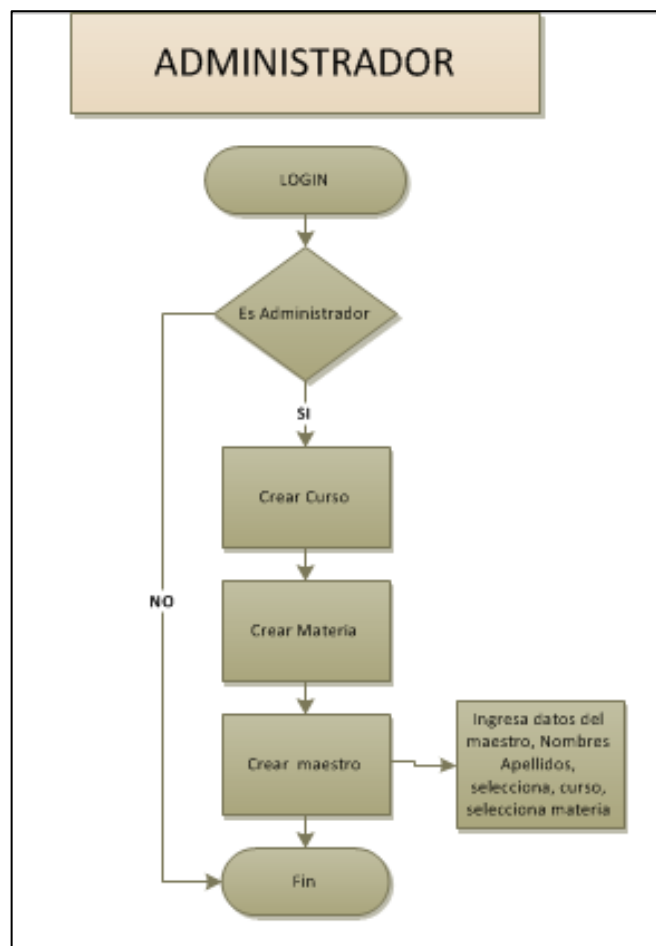 ADMINISTRADOR
LOGIN
Es Administrador
SI
Crear Curso
NO
Crear Materia
Crear maestro
Ingresa datos del
maestro, Nombres
Apellidos,
selecciona, curso,
selecciona materia
Fin